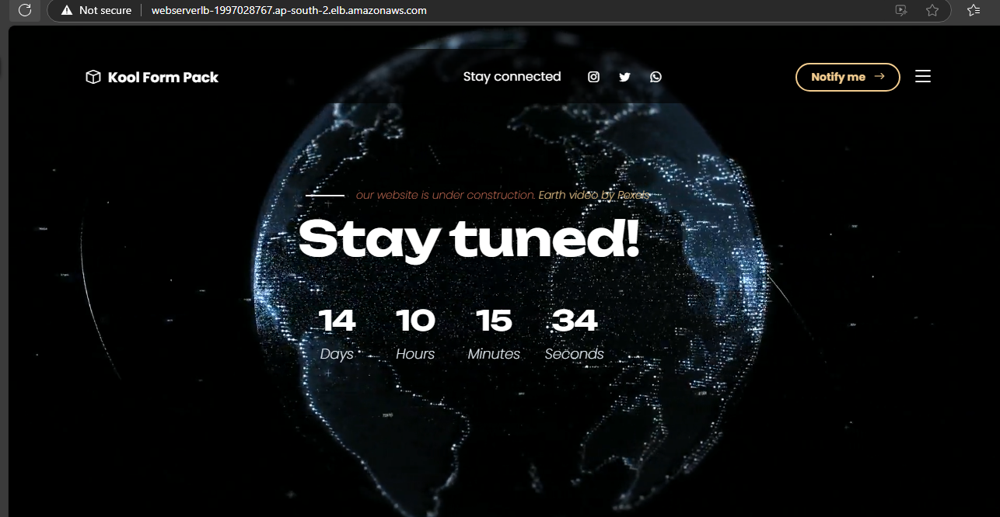 Not secure
webserverlb-1997028767.ap-south-2.elb.amazonaws.com
Kool Form Pack
Stay connected
Notify me
our website is under construction. Earth video by Pexels
Stay tuned!
14 10 15 34
Days Hours Minutes Seconds